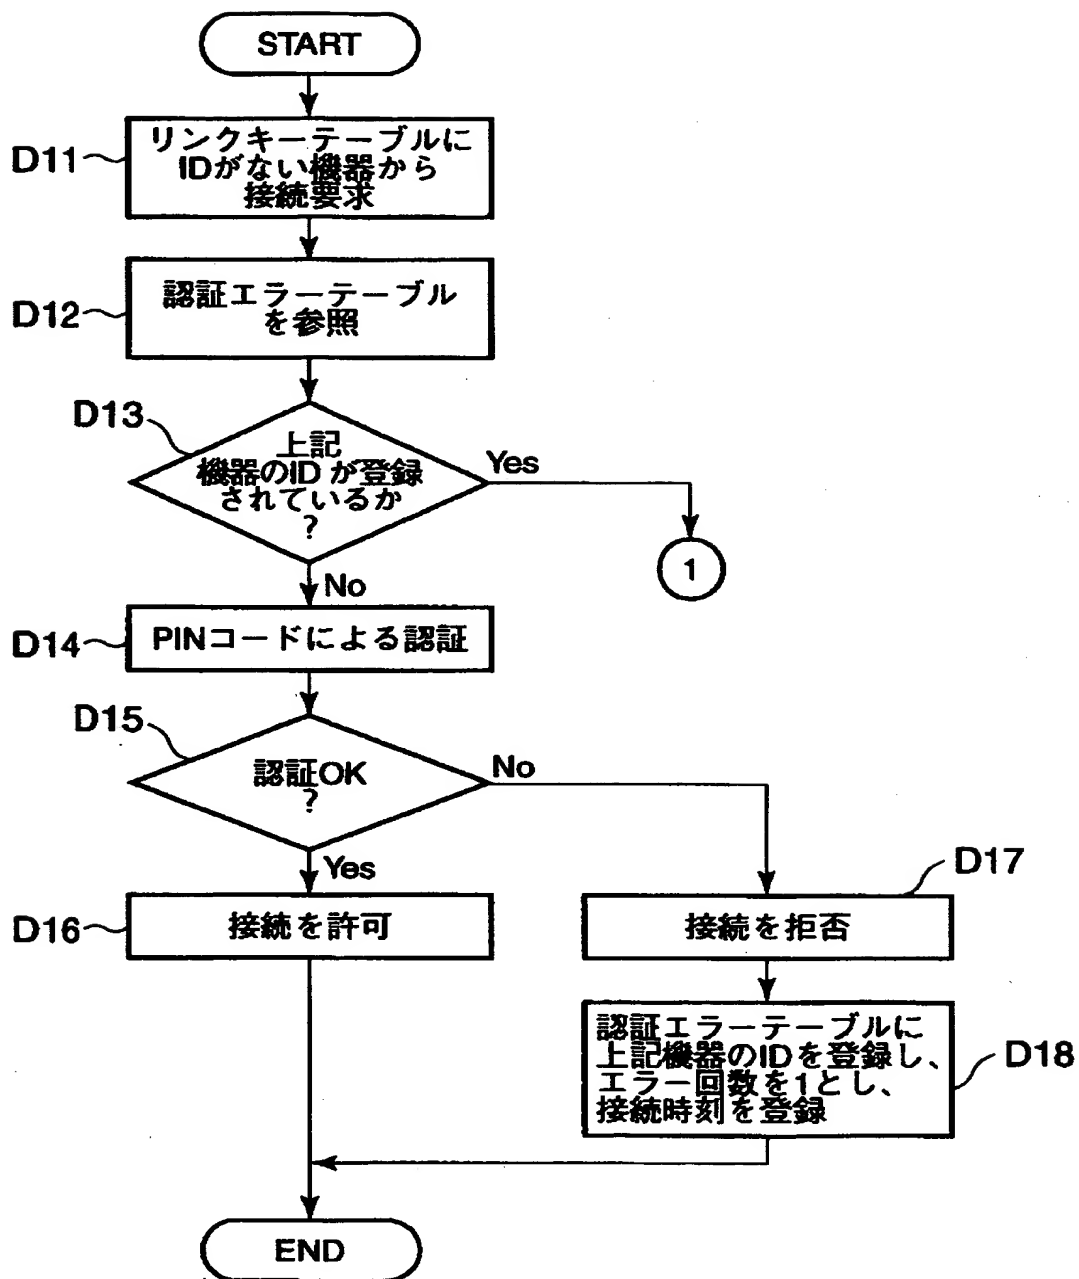 START
D11
リンクキーテーブルに
IDがない機器から
接続要求
D12
認証エラーテーブル
を参照
D13
上記
機器のIDが登録
されているか
?
Yes
1
No
D14
PINコードによる認証
D15
認証OK
?
No
Yes
D16
接続を許可
D17
接続を拒否
D18
認証エラーテーブルに
上記機器のIDを登録し、
エラー回数を1とし、
接続時刻を登録
END